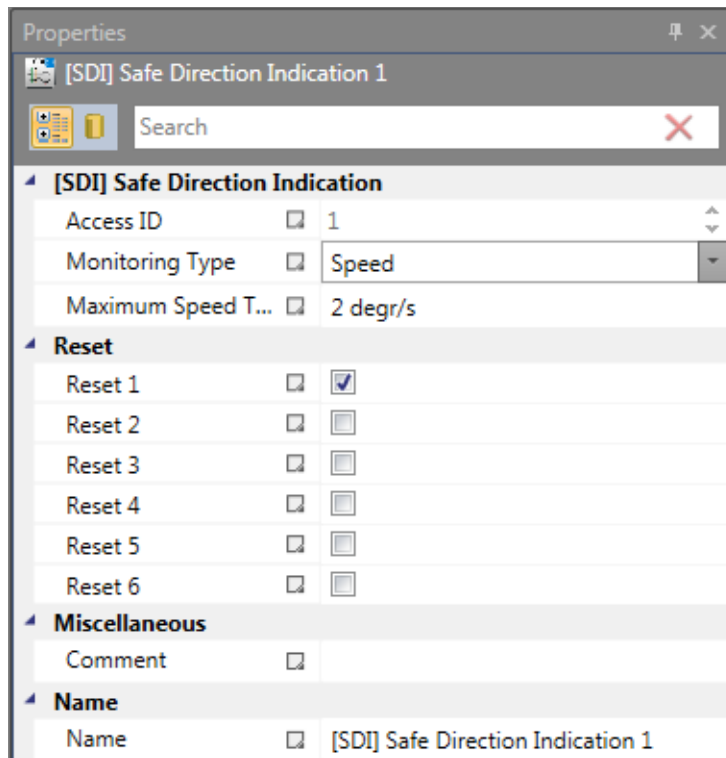 Properties
[SDI] Safe Direction Indication 1
Search
[SDI] Safe Direction Indication
Access ID 1
Monitoring Type Speed
Maximum Speed T... 2 degr/s
Reset
Reset 1
Reset 2
Reset 3
Reset 4
Reset 5
Reset 6
Miscellaneous
Comment
Name
Name [SDI] Safe Direction Indication 1